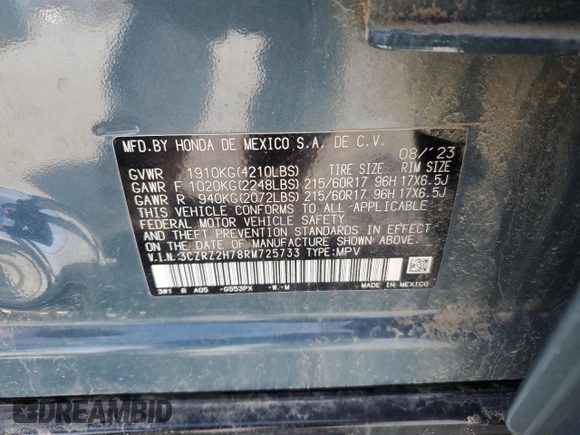 MFD.BY HONDA DE MEXICO S.A. DE C.V.
08/'23
GVWR 1910KG(4210LBS) TIRE SIZE RIM SIZE
GAWR F 1020KG(2248LBS) 215/60R17 96H 17X6.5J
GAWR R 940KG(2072LBS) 215/60R17 96H 17X6.5J
THIS VEHICLE CONFORMS TO ALL APPLICABLE
FEDERAL MOTOR VEHICLE SAFETY
AND THEFT PREVENTION STANDARDS IN EFFECT
ON THE DATE OF MANUFACTURE SHOWN ABOVE.
V.I.N.:3CZRZ2H78RM725733 TYPE:MPV
3W1 R A05 -G553PX -W-M
MADE IN MEXICO
DREAMBID